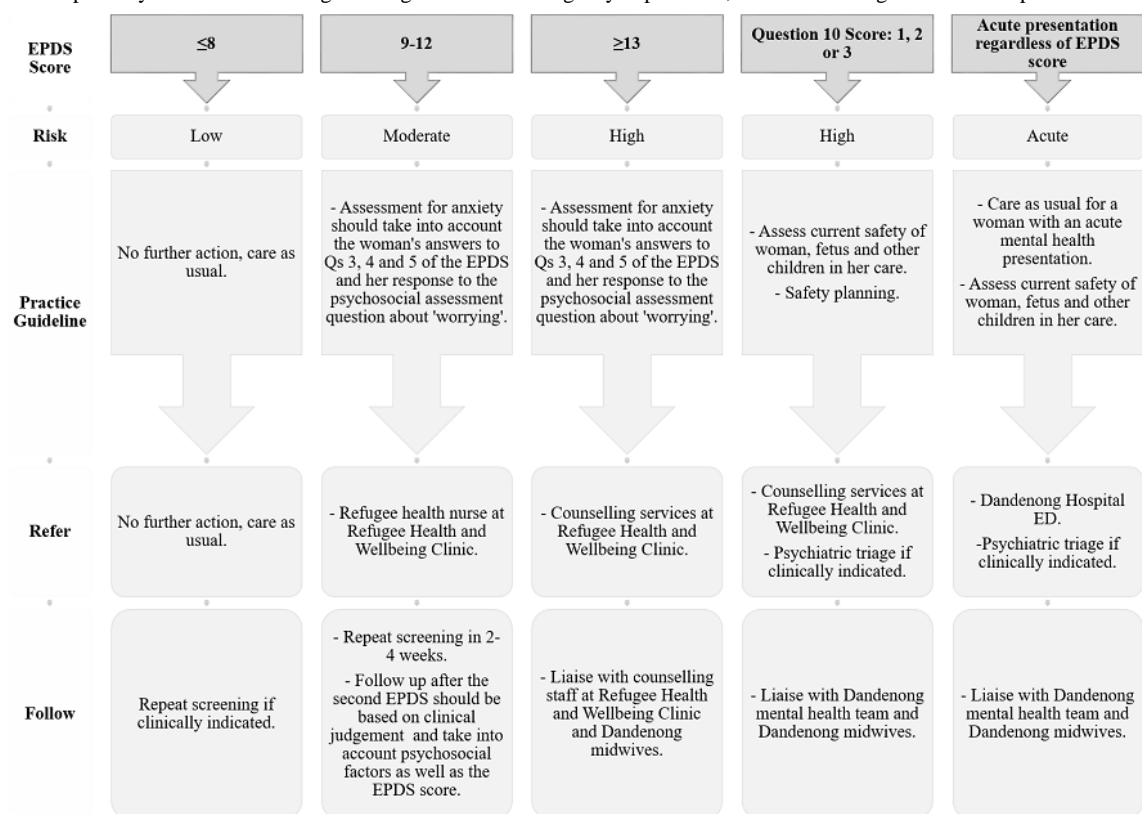 EPDS
Score
≤8
9-12
≥13
Question 10 Score: 1, 2
or 3
Acute presentation
regardless of EPDS
score
Risk
Low
Moderate
High
High
Acute
Practice
Guideline
No further action, care as
usual.
- Assessment for anxiety
should take into account
the woman's answers to
Qs 3, 4 and 5 of the EPDS
and her response to the
psychosocial assessment
question about 'worrying'.
- Assessment for anxiety
should take into account
the woman's answers to
Qs 3, 4 and 5 of the EPDS
and her response to the
psychosocial assessment
question about 'worrying'.
- Assess current safety of
woman, fetus and other
children in her care.
- Safety planning.
- Care as usual for a
woman with an acute
mental health
presentation.
- Assess current safety of
woman, fetus and other
children in her care.
Refer
No further action, care as
usual.
- Refugee health nurse at
Refugee Health and
Wellbeing Clinic.
- Counselling services at
Refugee Health and
Wellbeing Clinic.
- Counselling services at
Refugee Health and
Wellbeing Clinic.
- Psychiatric triage if
clinically indicated.
- Dandenong Hospital
ED.
-Psychiatric triage if
clinically indicated.
Follow
Repeat screening if
clinically indicated.
- Repeat screening in 2-
4 weeks.
- Follow up after the
second EPDS should be
based on clinical
judgement and take into
account psychosocial
factors as well as the
EPDS score.
- Liaise with counselling
staff at Refugee Health
and Wellbeing Clinic
and Dandenong
midwives.
- Liaise with Dandenong
mental health team and
Dandenong midwives.
- Liaise with Dandenong
mental health team and
Dandenong midwives.